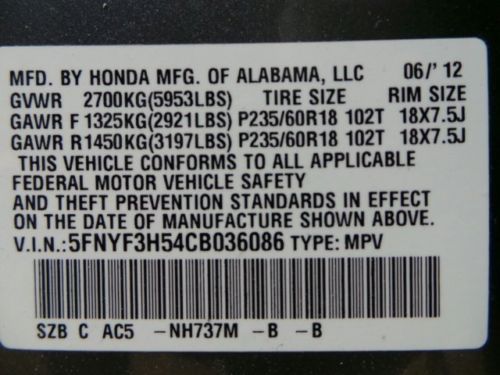 MFD. BY HONDA MFG. OF ALABAMA, LLC 06/' 12
GVWR 2700KG(5953LBS) TIRE SIZE RIM SIZE
GAWR F 1325KG(2921LBS) P235/60R18 102T 18X7.5J
GAWR R 1450KG(3197LBS) P235/60R18 102T 18X7.5J
THIS VEHICLE CONFORMS TO ALL APPLICABLE
FEDERAL MOTOR VEHICLE SAFETY
AND THEFT PREVENTION STANDARDS IN EFFECT
ON THE DATE OF MANUFACTURE SHOWN ABOVE.
V.I.N.:5FNYF3H54CB036086 TYPE: MPV
SZB C AC5 -NH737M -B -B